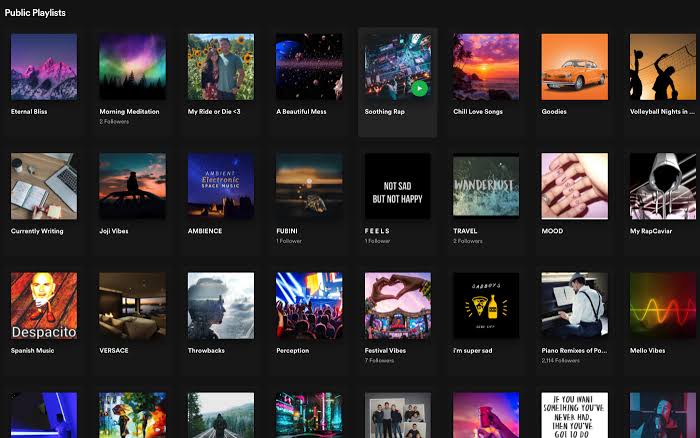 Public Playlists
Eternal Bliss
Morning Meditation
2 Followers
My Ride or Die <3
A Beautiful Mess
Soothing Rap
Chill Love Songs
Goodies
Volleyball Nights in ...
AMBIENT
Electronic
SPACE MUSIC
NOT SAD
BUT NOT HAPPY
WANDERLUST
Currently Writing
Joji Vibes
AMBIENCE
FUBINI
1 Follower
F E E L S
1 Follower
TRAVEL
2 Followers
MOOD
My RapCaviar
Despacito
SADBOYS
Spanish Music
VERSACE
Throwbacks
Perception
Festival Vibes
7 Followers
i'm super sad
Piano Remixes of Po...
2,114 Followers
Mello Vibes
IF YOU WANT
SOMETHING YOU'VE
NEVER HAD,
THEN YOU'VE
GOT TO DO